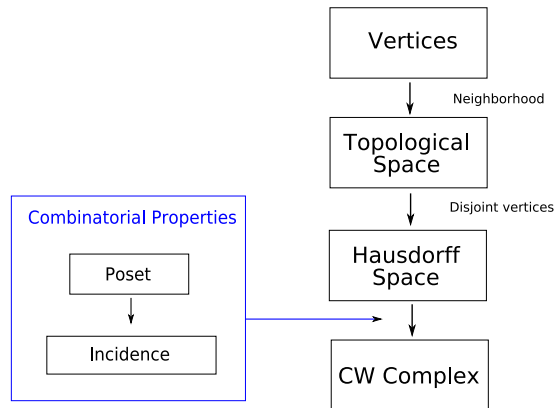 Vertices
Neighborhood
Topological
Space
Disjoint vertices
Combinatorial Properties
Hausdorff
Space
Poset
Incidence
CW Complex